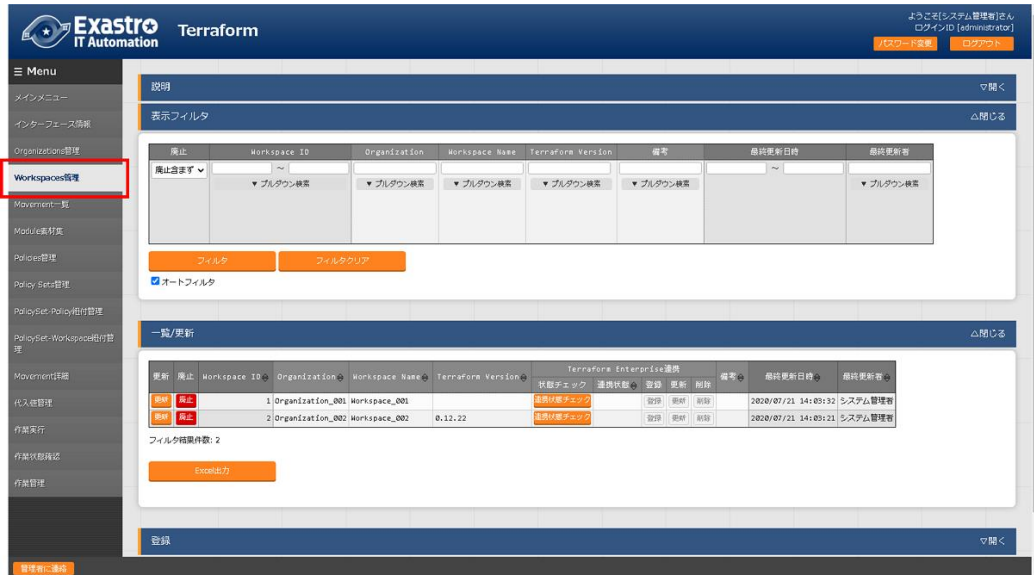 Exastro
IT Automation
Terraform
ようこそ[システム管理者]さん
ログインID [administrator]
パスワード変更 ログアウト
☰ Menu
メインメニュー
インターフェース情報
Organizations管理
Workspaces管理
Movement一覧
Module素材集
Policies管理
Policy Sets管理
PolicySet-Policy紐付管理
PolicySet-Workspace紐付管
理
Movement詳細
代入値管理
作業実行
作業状態確認
作業管理
管理者に連絡
説明 ▽開く
表示フィルタ △閉じる
廃止 Workspace ID Organization Workspace Name Terraform Version 備考 最終更新日時 最終更新者
廃止含まず ～ ～
▼ プルダウン検索 ▼ プルダウン検索 ▼ プルダウン検索 ▼ プルダウン検索 ▼ プルダウン検索 ▼ プルダウン検索
フィルタ フィルタクリア
オートフィルタ
一覧/更新 △閉じる
更新 廃止 Workspace ID Organization Workspace Name Terraform Version Terraform Enterprise連携 備考 最終更新日時 最終更新者
状態チェック 連携状態 登録 更新 削除
更新 廃止 1 Organization_001 Workspace_001 連携状態チェック 登録 更新 削除 2020/07/21 14:03:32 システム管理者
更新 廃止 2 Organization_002 Workspace_002 0.12.22 連携状態チェック 登録 更新 削除 2020/07/21 14:03:21 システム管理者
フィルタ結果件数: 2
Excel出力
登録 ▽開く